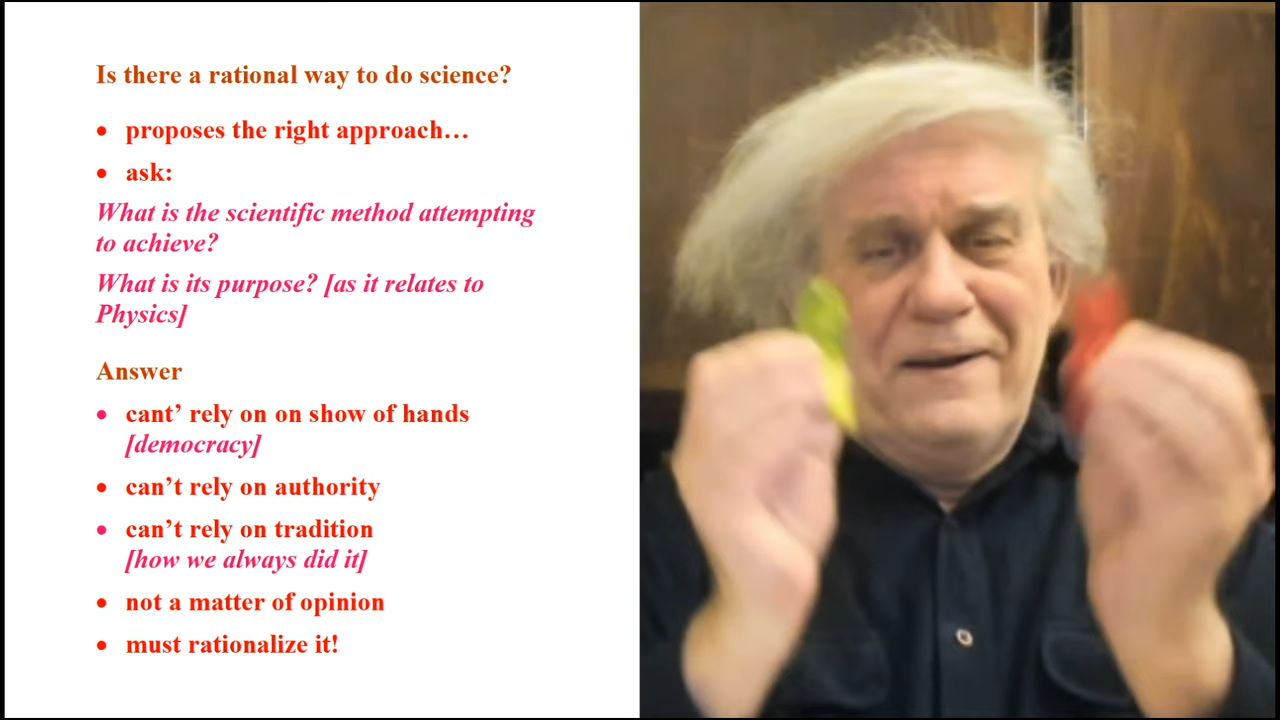 Is there a rational way to do science?
• proposes the right approach…
• ask:
What is the scientific method attempting
to achieve?
What is its purpose? [as it relates to
Physics]
Answer
• cant’ rely on on show of hands
[democracy]
• can’t rely on authority
• can’t rely on tradition
[how we always did it]
• not a matter of opinion
• must rationalize it!